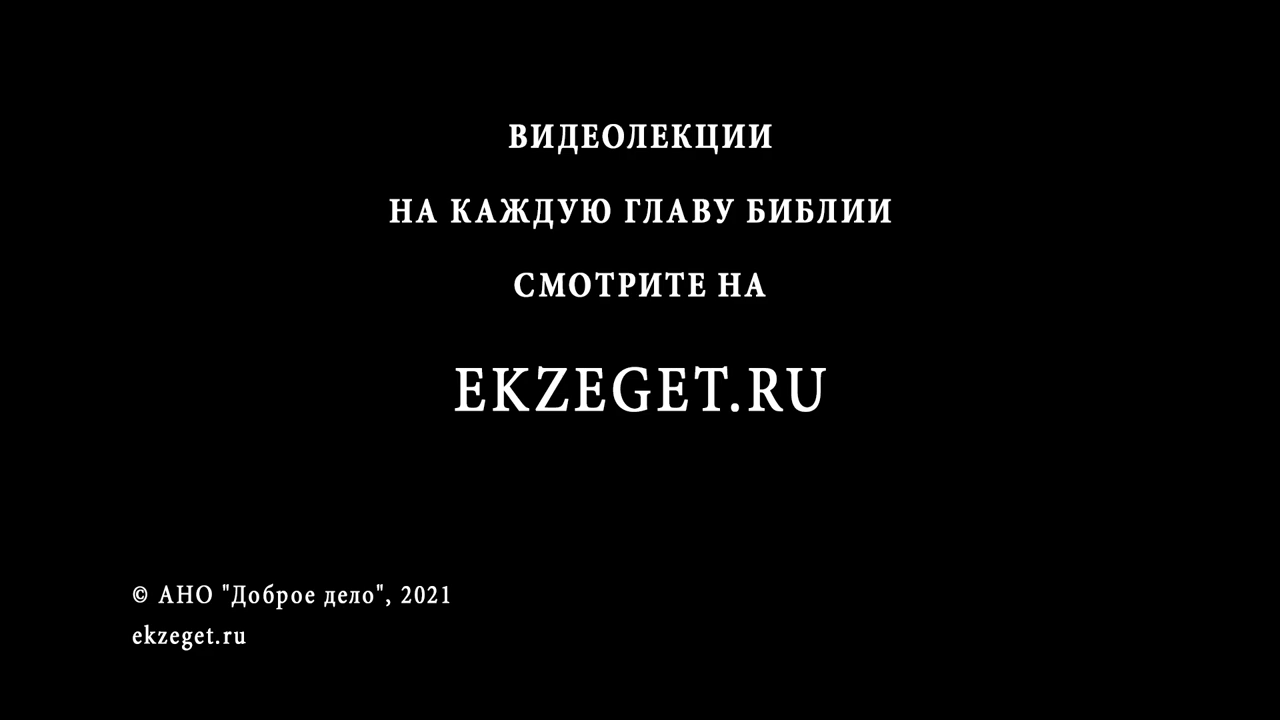 ВИДЕОЛЕКЦИИ
НА КАЖДУЮ ГЛАВУ БИБЛИИ
СМОТРИТЕ НА
EKZEGET.RU
© АНО "Доброе дело", 2021
ekzeget.ru